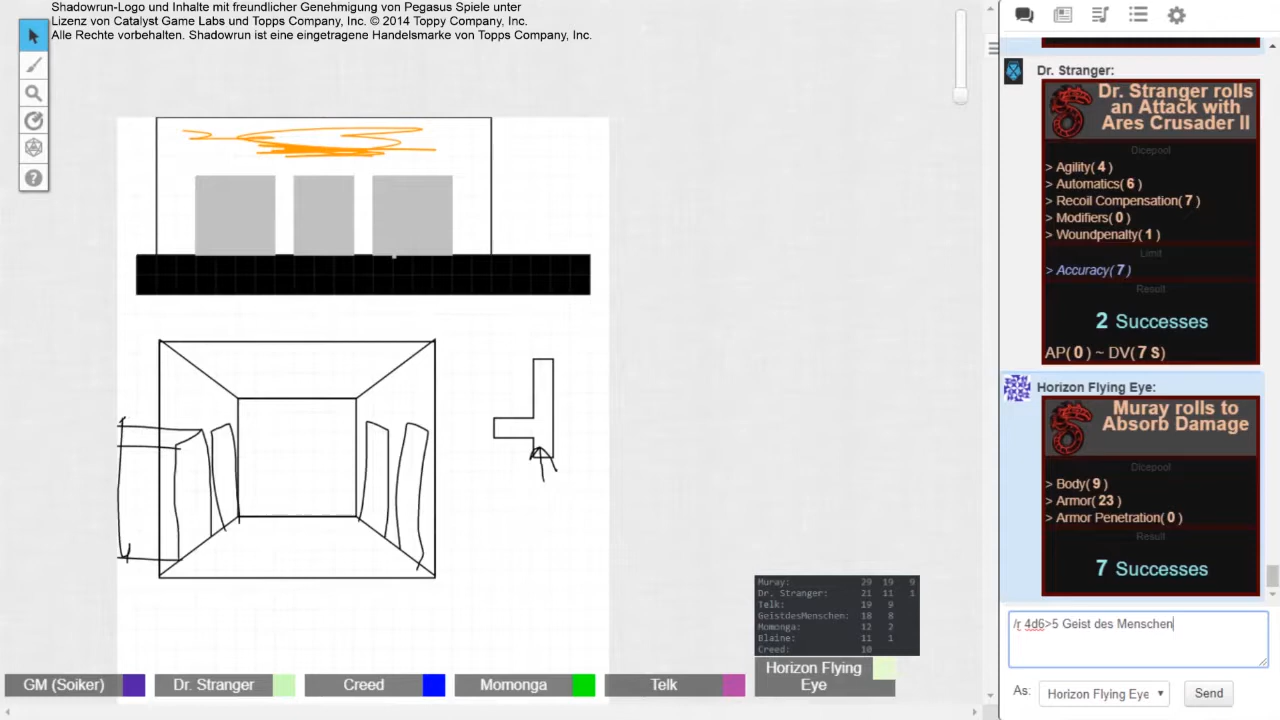 Shadowrun-Logo und Inhalte mit freundlicher Genehmigung von Pegasus Spiele unter
Lizenz von Catalyst Game Labs und Topps Company, Inc. © 2014 Topps Company, Inc.
Alle Rechte vorbehalten. Shadowrun ist eine eingetragene Handelsmarke von Topps Company, Inc.
Dr. Stranger:
Dr. Stranger rolls
an Attack with
Ares Crusader II
Dicepool
> Agility( 4 )
> Automatics( 6 )
> Recoil Compensation( 7 )
> Modifiers( 0 )
> Woundpenalty( 1 )
Limit
> Accuracy( 7 )
Result
2 Successes
AP( 0 ) ~ DV( 7 S)
Horizon Flying Eye:
Muray rolls to
Absorb Damage
Dicepool
> Body( 9 )
> Armor( 23 )
> Armor Penetration( 0 )
Result
7 Successes
/r 4d6>5 Geist des Menschen
As: Horizon Flying Eye Send
Muray: 29 19 9
Dr. Stranger: 21 11 1
Telk: 19 9
GeistdesMenschen: 18 8
Momonga: 12 2
Blaine: 11 1
Creed: 10
GM (Soiker) Dr. Stranger Creed Momonga Telk Horizon Flying
Eye